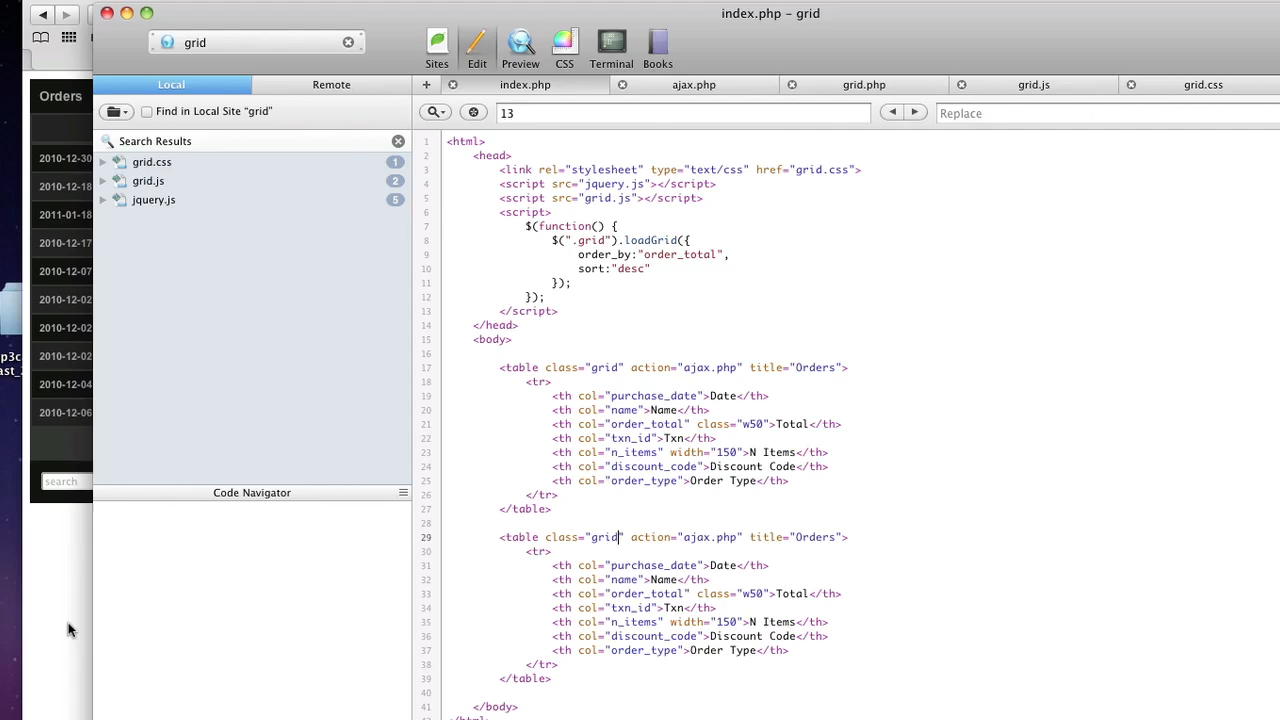 index.php – grid
grid
Sites
Edit
Preview
CSS
Terminal
Books
Local
Remote
index.php
ajax.php
grid.php
grid.js
grid.css
Find in Local Site "grid"
13
Replace
Search Results
grid.css 1
grid.js 2
jquery.js 5
Code Navigator
Orders
2010-12-30
2010-12-18
2011-01-18
2010-12-17
2010-12-07
2010-12-02
2010-12-02
2010-12-02
2010-12-04
2010-12-06
search
1 <html>
2 <head>
3 <link rel="stylesheet" type="text/css" href="grid.css">
4 <script src="jquery.js"></script>
5 <script src="grid.js"></script>
6 <script>
7 $(function() {
8 $(".grid").loadGrid({
9 order_by:"order_total",
10 sort:"desc"
11 });
12 });
13 </script>
14 </head>
15 <body>
16
17 <table class="grid" action="ajax.php" title="Orders">
18 <tr>
19 <th col="purchase_date">Date</th>
20 <th col="name">Name</th>
21 <th col="order_total" class="w50">Total</th>
22 <th col="txn_id">Txn</th>
23 <th col="n_items" width="150">N Items</th>
24 <th col="discount_code">Discount Code</th>
25 <th col="order_type">Order Type</th>
26 </tr>
27 </table>
28
29 <table class="grid" action="ajax.php" title="Orders">
30 <tr>
31 <th col="purchase_date">Date</th>
32 <th col="name">Name</th>
33 <th col="order_total" class="w50">Total</th>
34 <th col="txn_id">Txn</th>
35 <th col="n_items" width="150">N Items</th>
36 <th col="discount_code">Discount Code</th>
37 <th col="order_type">Order Type</th>
38 </tr>
39 </table>
40
41 </body>